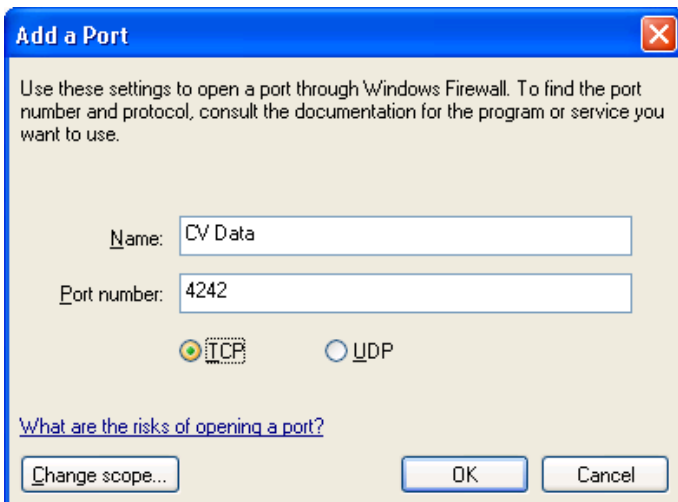 Add a Port
Use these settings to open a port through Windows Firewall. To find the port
number and protocol, consult the documentation for the program or service you
want to use.
Name: CV Data
Port number: 4242
TCP UDP
What are the risks of opening a port?
Change scope... OK Cancel